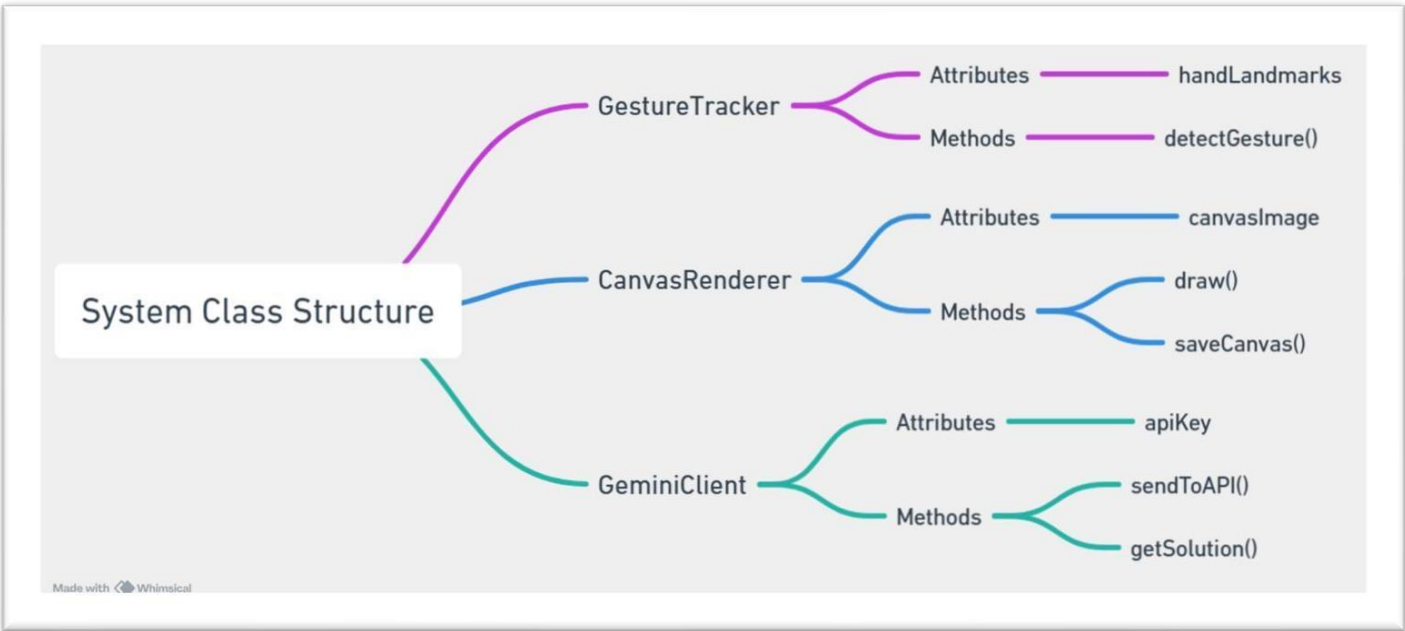 System Class Structure
GestureTracker
Attributes
handLandmarks
Methods
detectGesture()
CanvasRenderer
Attributes
canvasImage
Methods
draw()
saveCanvas()
GeminiClient
Attributes
apiKey
Methods
sendToAPI()
getSolution()
Made with Whimsical